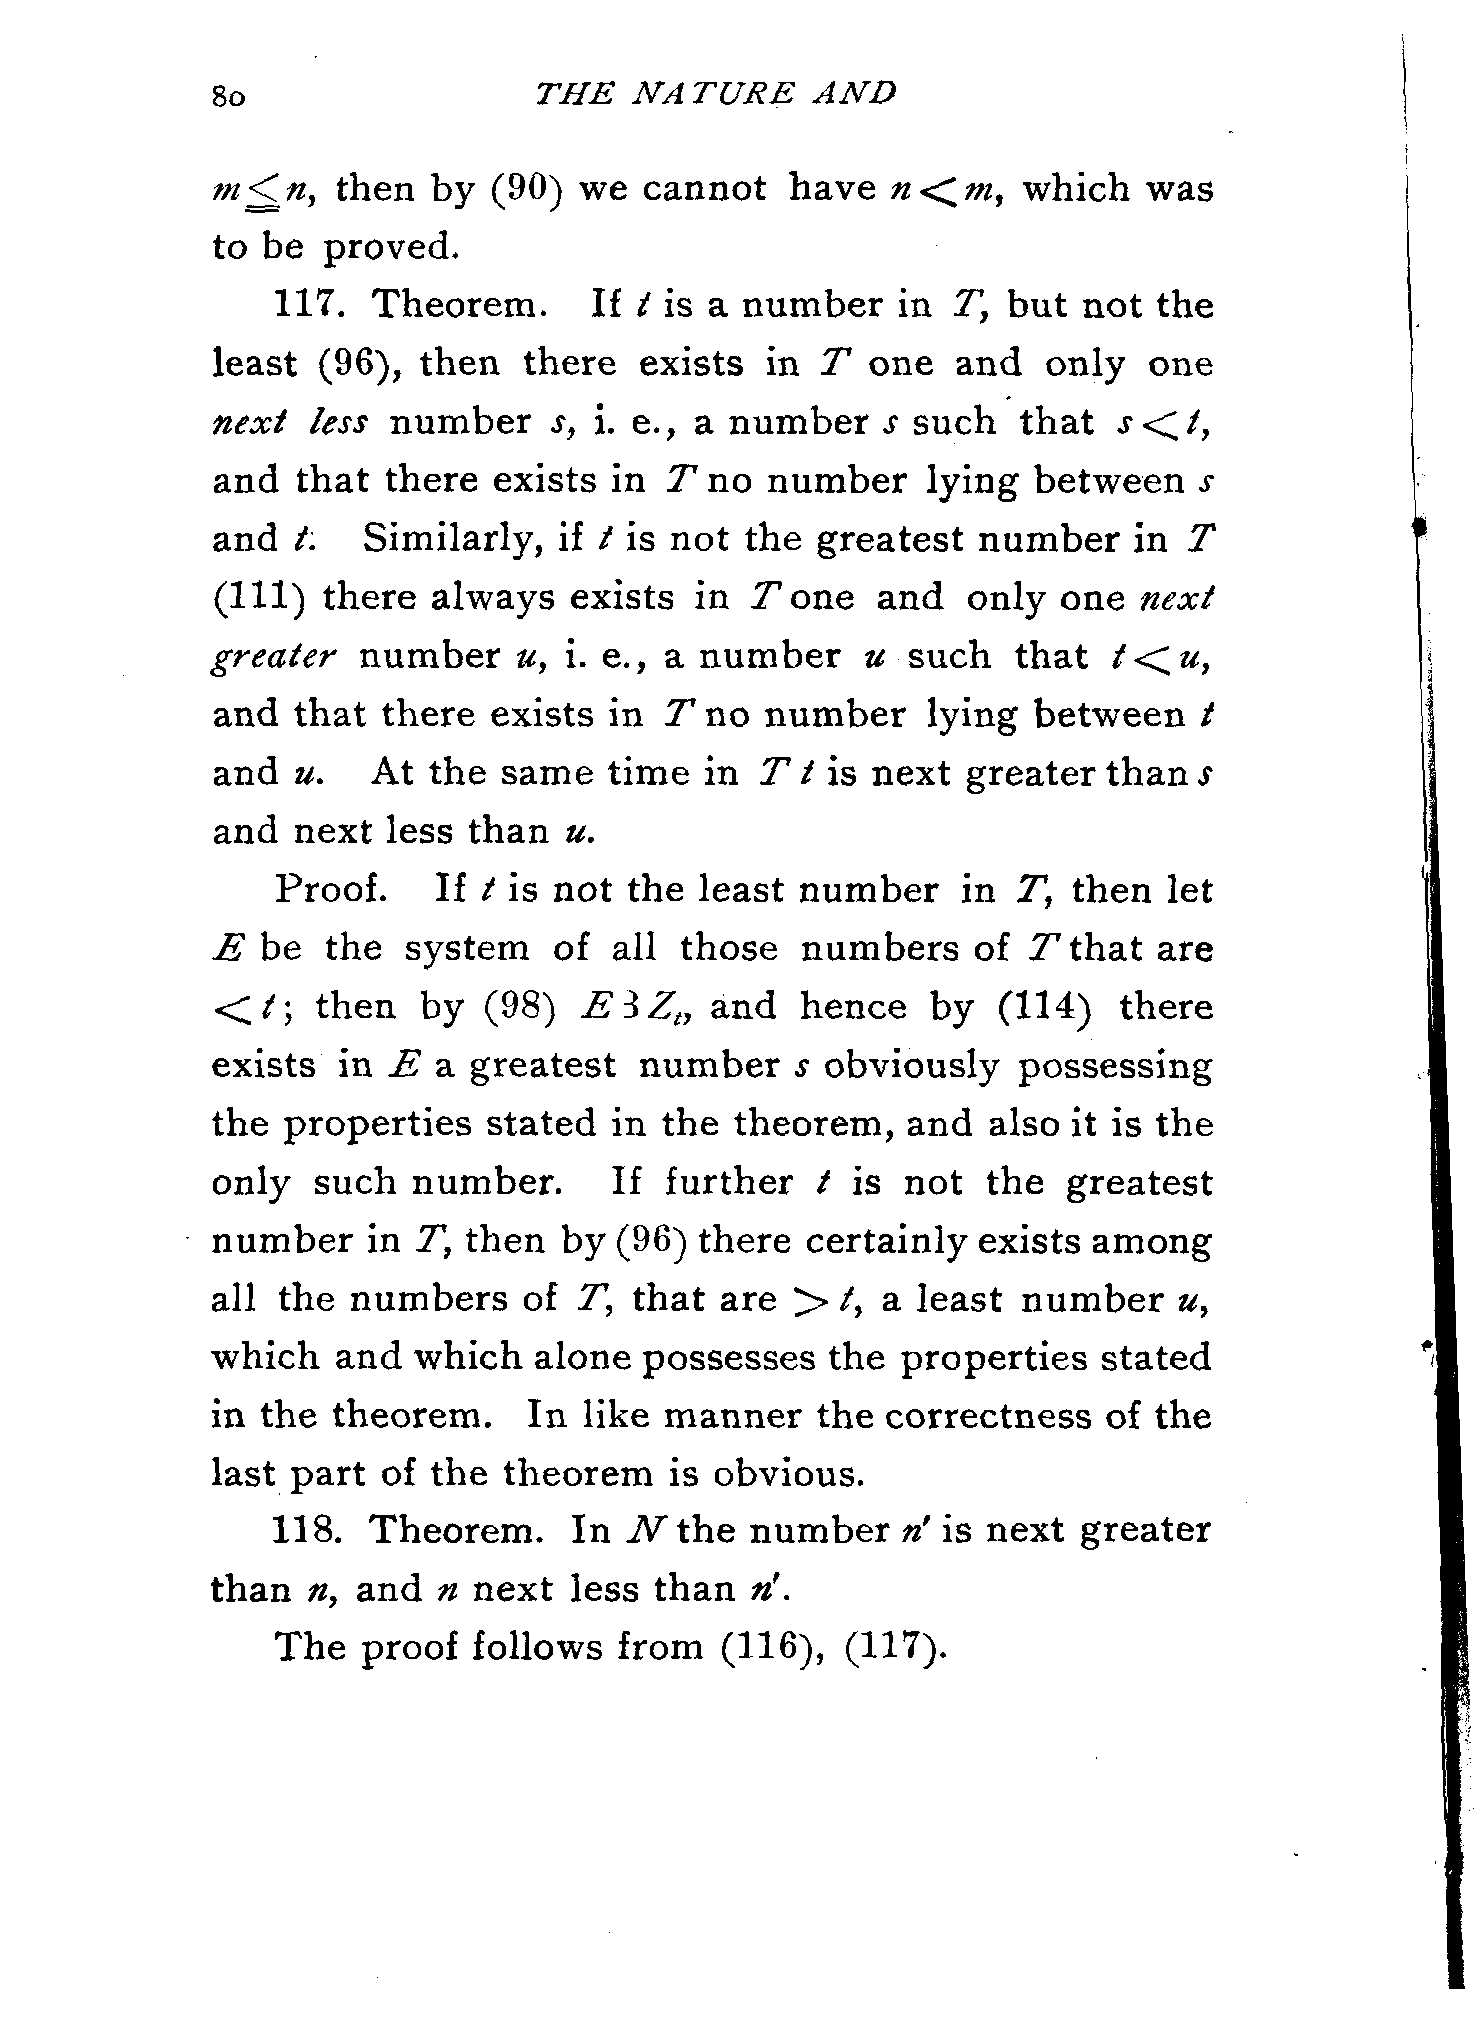 80 THE NATURE AND
m≦n, then by (90) we cannot have n<m, which was
to be proved.
117. Theorem. If t is a number in T, but not the
least (96), then there exists in T one and only one
next less number s, i. e., a number s such that s<t,
and that there exists in T no number lying between s
and t. Similarly, if t is not the greatest number in T
(111) there always exists in T one and only one next
greater number u, i. e., a number u such that t<u,
and that there exists in T no number lying between t
and u. At the same time in T t is next greater than s
and next less than u.
Proof. If t is not the least number in T, then let
E be the system of all those numbers of T that are
<t; then by (98) E 3 Zₜ, and hence by (114) there
exists in E a greatest number s obviously possessing
the properties stated in the theorem, and also it is the
only such number. If further t is not the greatest
number in T, then by (96) there certainly exists among
all the numbers of T, that are >t, a least number u,
which and which alone possesses the properties stated
in the theorem. In like manner the correctness of the
last part of the theorem is obvious.
118. Theorem. In N the number n' is next greater
than n, and n next less than n'.
The proof follows from (116), (117).